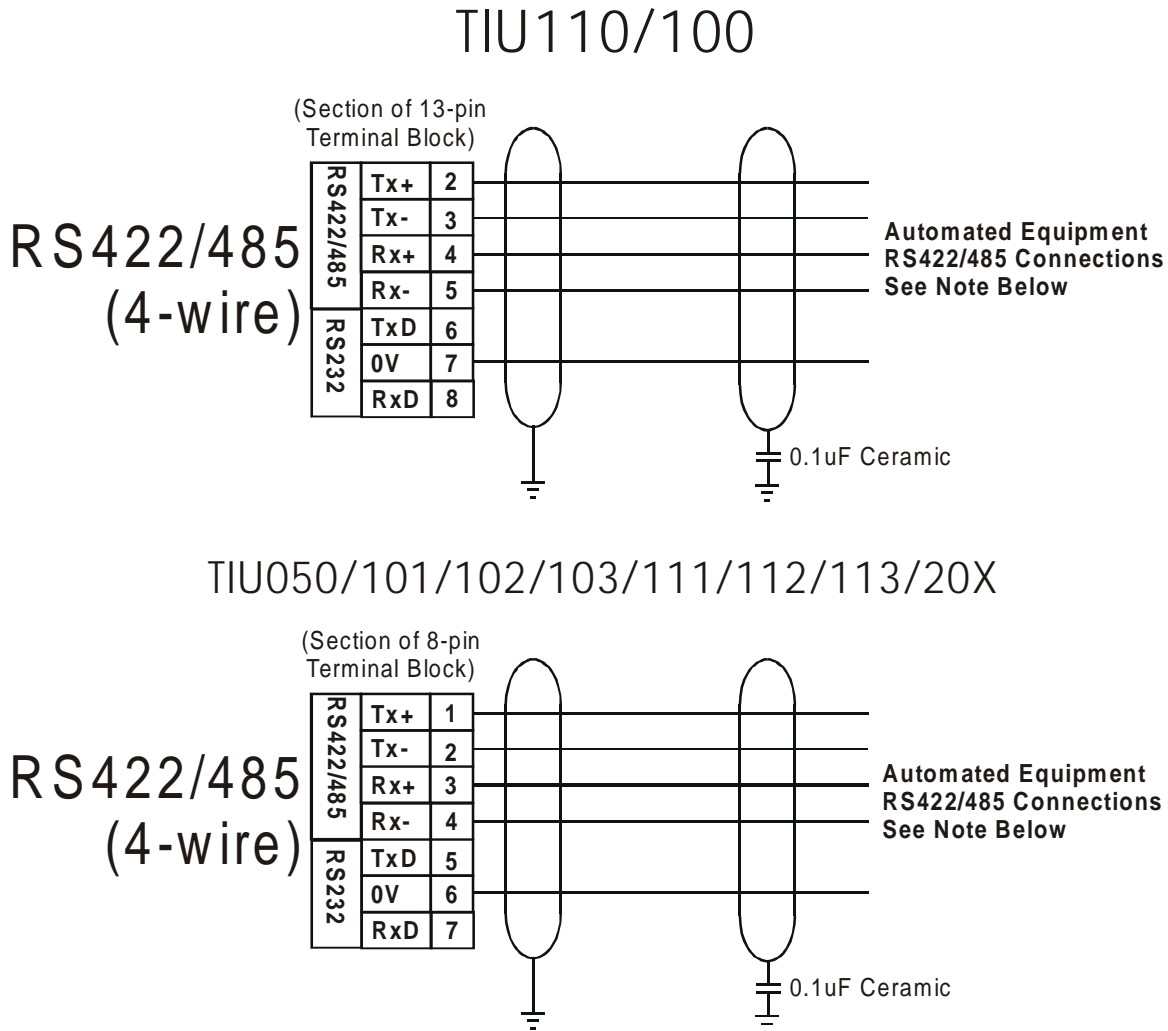 TIU110/100
(Section of 13-pin
Terminal Block)
RS422/485
(4-wire)
RS422/485
RS232
Tx+ 2
Tx- 3
Rx+ 4
Rx- 5
TxD 6
0V 7
RxD 8
Automated Equipment
RS422/485 Connections
See Note Below
0.1uF Ceramic
TIU050/101/102/103/111/112/113/20X
(Section of 8-pin
Terminal Block)
RS422/485
(4-wire)
RS422/485
RS232
Tx+ 1
Tx- 2
Rx+ 3
Rx- 4
TxD 5
0V 6
RxD 7
Automated Equipment
RS422/485 Connections
See Note Below
0.1uF Ceramic